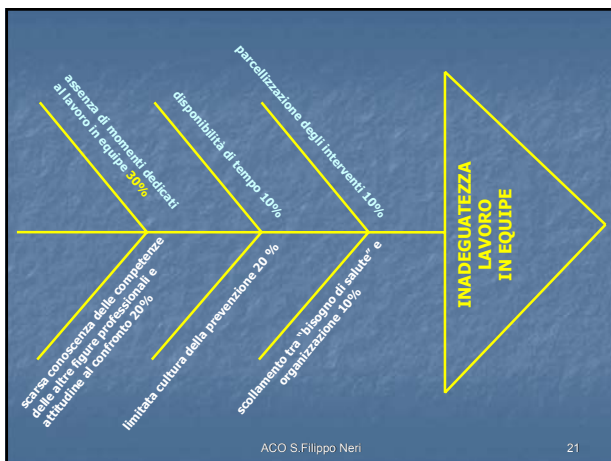 assenza di momenti dedicati
al lavoro in equipe 30%
disponibilità di tempo 10%
parcellizzazione degli interventi 10%
scarsa conoscenza delle competenze
delle altre figure professionali e
attitudine al confronto 20%
limitata cultura della prevenzione 20 %
scollamento tra “bisogno di salute” e
organizzazione 10%
INADEGUATEZZA
LAVORO
IN EQUIPE
ACO S.Filippo Neri
21